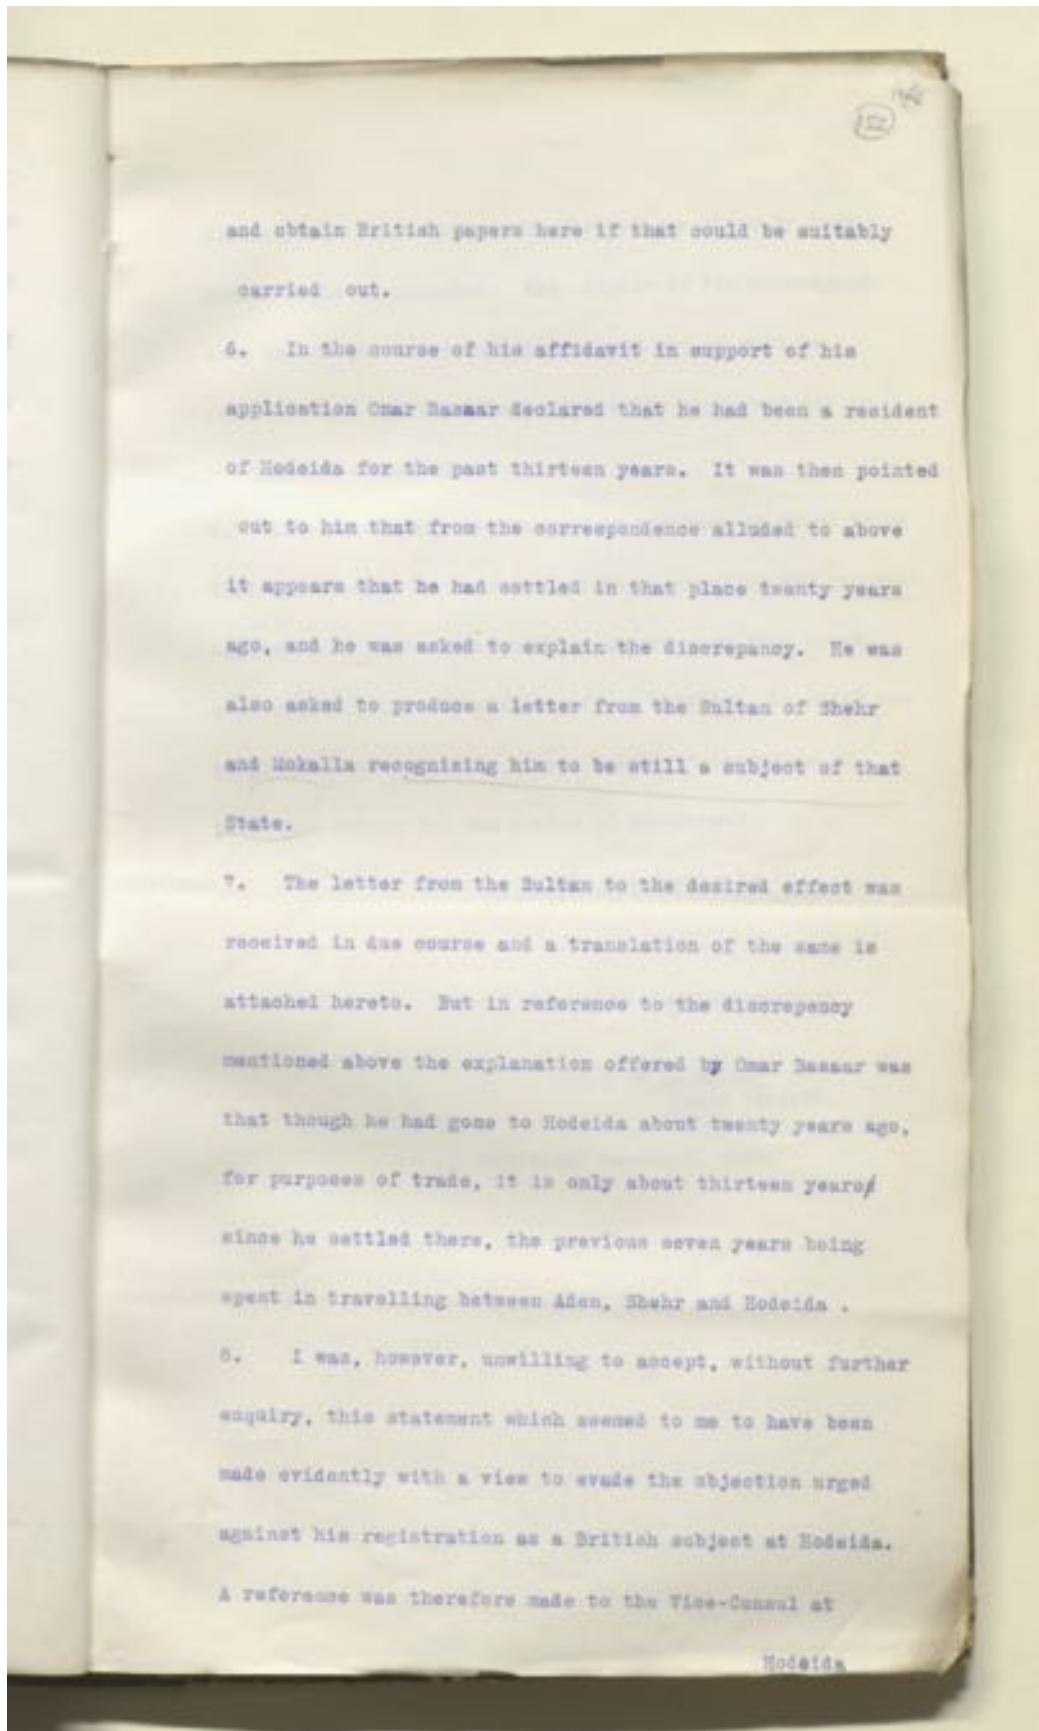 152
and obtain British papers here if that could be suitably
carried out.
6. In the course of his affidavit in support of his
application Omar Basaar declared that he had been a resident
of Hodeida for the past thirteen years. It was then pointed
out to him that from the correspondence alluded to above
it appears that he had settled in that place twenty years
ago, and he was asked to explain the discrepancy. He was
also asked to produce a letter from the Sultan of Shehr
and Mokalla recognizing him to be still a subject of that
State.
7. The letter from the Sultan to the desired effect was
received in due course and a translation of the same is
attached hereto. But in reference to the discrepency
mentioned above the explanation offered by Omar Basaar was
that though he had gone to Hodeida about twenty years ago,
for purposes of trade, it is only about thirteen years
since he settled there, the previous seven years being
spent in travelling between Aden, Shehr and Hodeida .
8. I was, however, unwilling to accept, without further
enquiry, this statement which seemed to me to have been
made evidently with a view to evade the objection urged
against his registration as a British subject at Hodeida.
A reference was therefore made to the Vice-Consul at
Hodeida